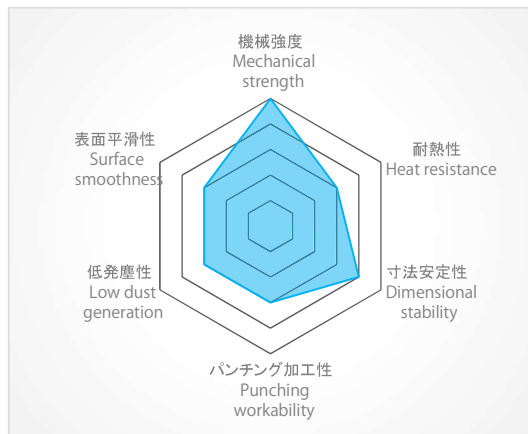 機械強度
Mechanical
strength
表面平滑性
Surface
smoothness
耐熱性
Heat resistance
低発塵性
Low dust
generation
寸法安定性
Dimensional
stability
パンチング加工性
Punching
workability